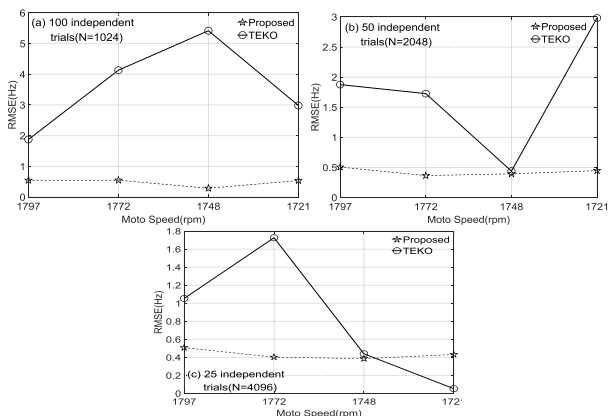 (a) 100 independent
trials(N=1024)
Proposed
TEKO
RMSE(Hz)
6
5
4
3
2
1
0
1797 1772 1748 1721
Moto Speed(rpm)
(b) 50 independent
trials(N=2048)
Proposed
TEKO
RMSE(Hz)
3
2.5
2
1.5
1
0.5
0
1797 1772 1748 1721
Moto Speed(rpm)
Proposed
TEKO
RMSE(Hz)
1.8
1.6
1.4
1.2
1
0.8
0.6
0.4
0.2
0
(c) 25 independent
trials(N=4096)
1797 1772 1748 172
Moto Speed(rpm)